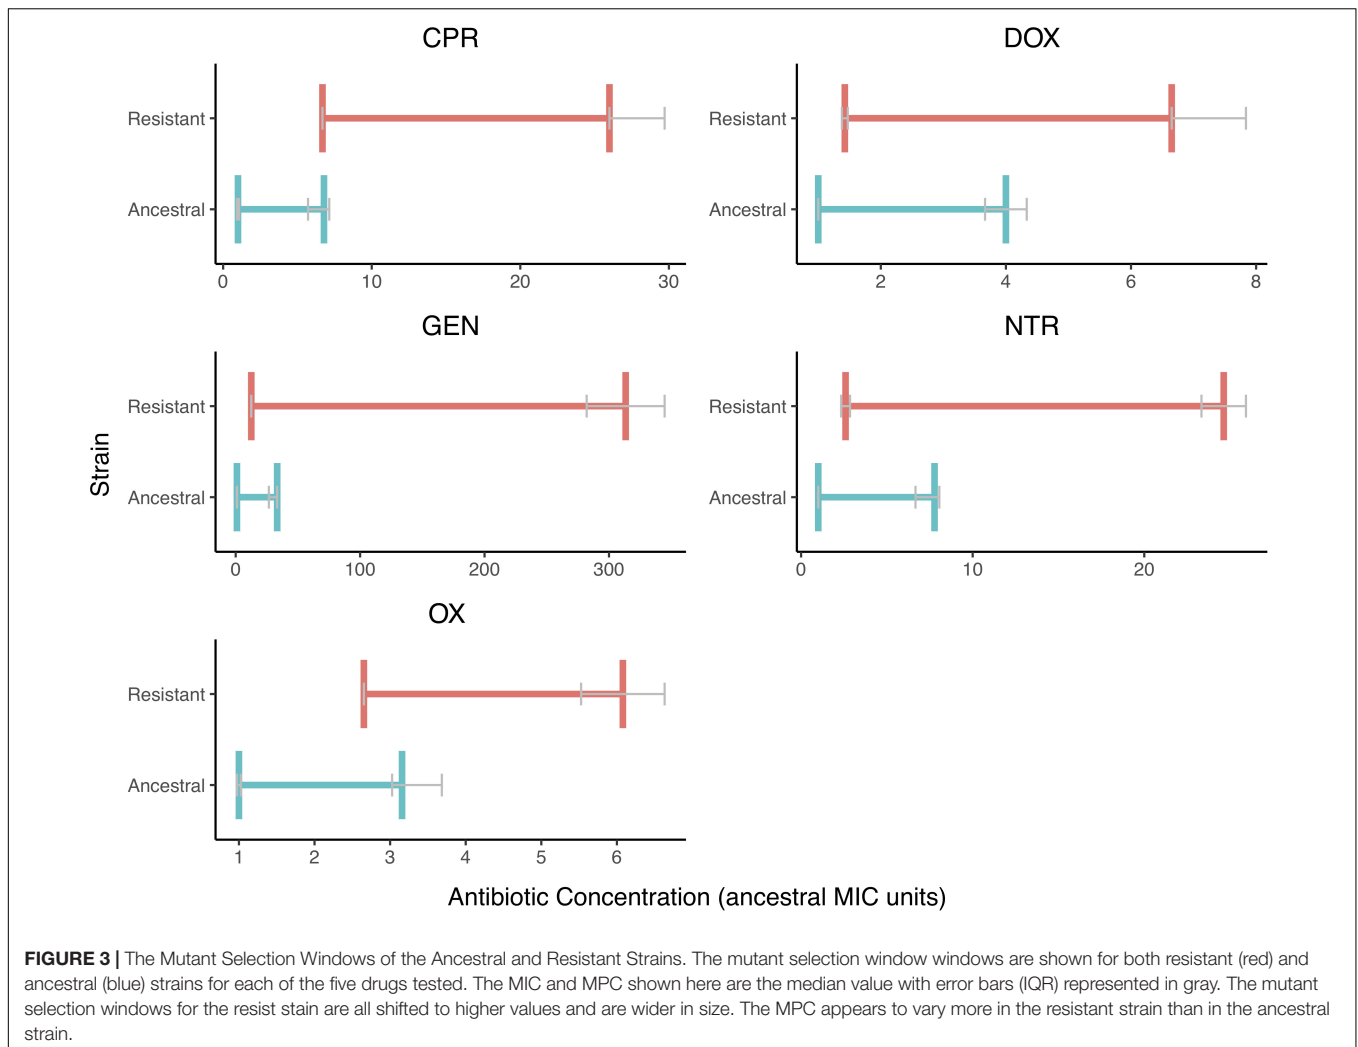 CPR
Resistant
Ancestral
0 10 20 30
DOX
Resistant
Ancestral
2 4 6 8
GEN
Resistant
Ancestral
0 100 200 300
NTR
Resistant
Ancestral
0 10 20
OX
Resistant
Ancestral
1 2 3 4 5 6
Strain
Antibiotic Concentration (ancestral MIC units)
FIGURE 3 | The Mutant Selection Windows of the Ancestral and Resistant Strains. The mutant selection window windows are shown for both resistant (red) and
ancestral (blue) strains for each of the five drugs tested. The MIC and MPC shown here are the median value with error bars (IQR) represented in gray. The mutant
selection windows for the resist stain are all shifted to higher values and are wider in size. The MPC appears to vary more in the resistant strain than in the ancestral
strain.